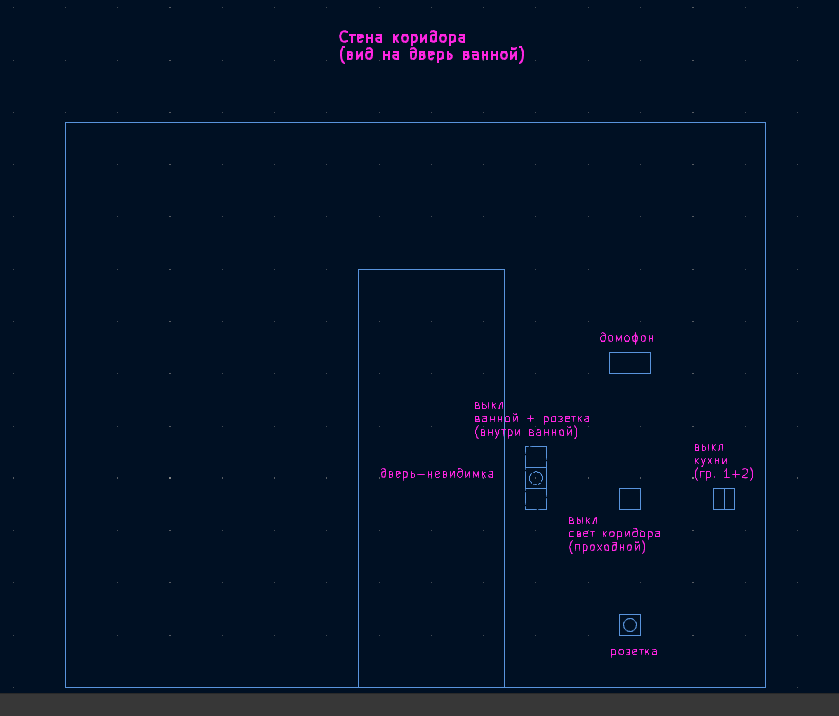 Стена коридора
(вид на дверь ванной)
домофон
выкл
ванной + розетка
(внутри ванной)
выкл
кухни
(гр. 1+2)
дверь-невидимка
выкл
свет коридора
(проходной)
розетка